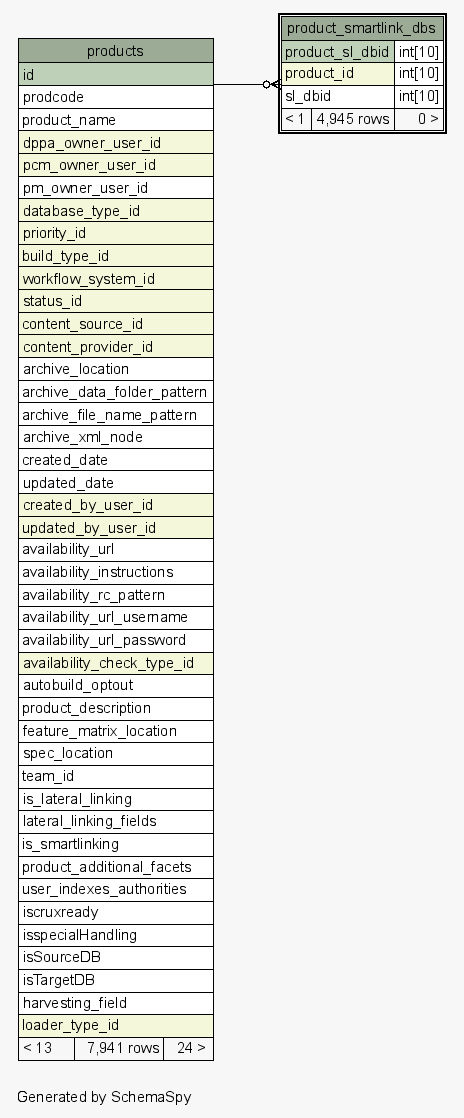 products
id
prodcode
product_name
dppa_owner_user_id
pcm_owner_user_id
pm_owner_user_id
database_type_id
priority_id
build_type_id
workflow_system_id
status_id
content_source_id
content_provider_id
archive_location
archive_data_folder_pattern
archive_file_name_pattern
archive_xml_node
created_date
updated_date
created_by_user_id
updated_by_user_id
availability_url
availability_instructions
availability_rc_pattern
availability_url_username
availability_url_password
availability_check_type_id
autobuild_optout
product_description
feature_matrix_location
spec_location
team_id
is_lateral_linking
lateral_linking_fields
is_smartlinking
product_additional_facets
user_indexes_authorities
iscruxready
isspecialHandling
isSourceDB
isTargetDB
harvesting_field
loader_type_id
< 13 7,941 rows 24 >
product_smartlink_dbs
product_sl_dbid int[10]
product_id int[10]
sl_dbid int[10]
< 1 4,945 rows 0 >
Generated by SchemaSpy